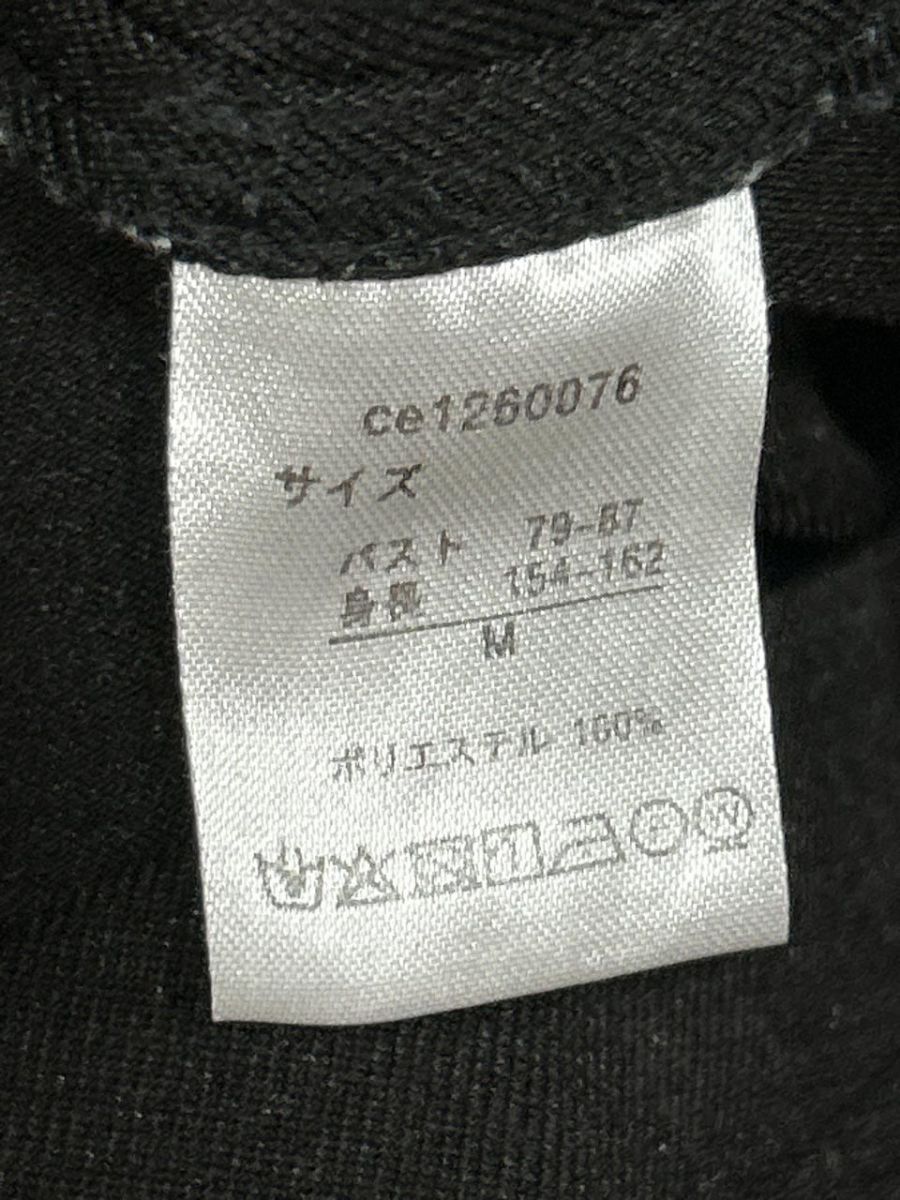 ce1260076
サイズ
バスト 79-87
身長 154-162
M
ポリエステル 100%